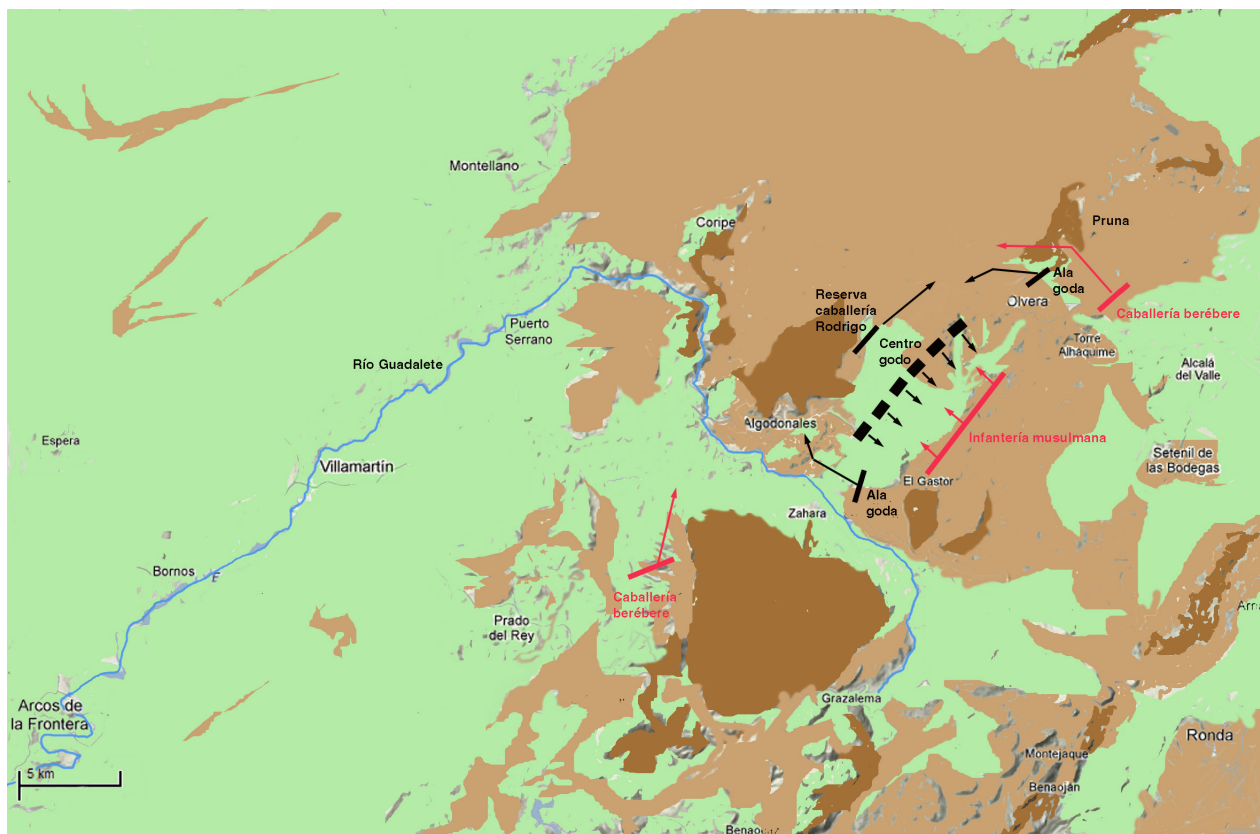 Montellano
Coripe
Pruna
Ala
goda
Olvera
Reserva
caballería
Rodrigo
Caballería berébere
Puerto
Serrano
Centro
godo
Torre
Alháquime
Río Guadalete
Alcalá
del Valle
Algodonales
Infantería musulmana
Espera
Villamartín
Setenil de
las Bodegas
El Gastor
Ala
goda
Zahara
Bornos
Caballería
berébere
Prado
del Rey
Arcos de
la Frontera
Grazalema
Ronda
Montejaque
5 km
Benaoján